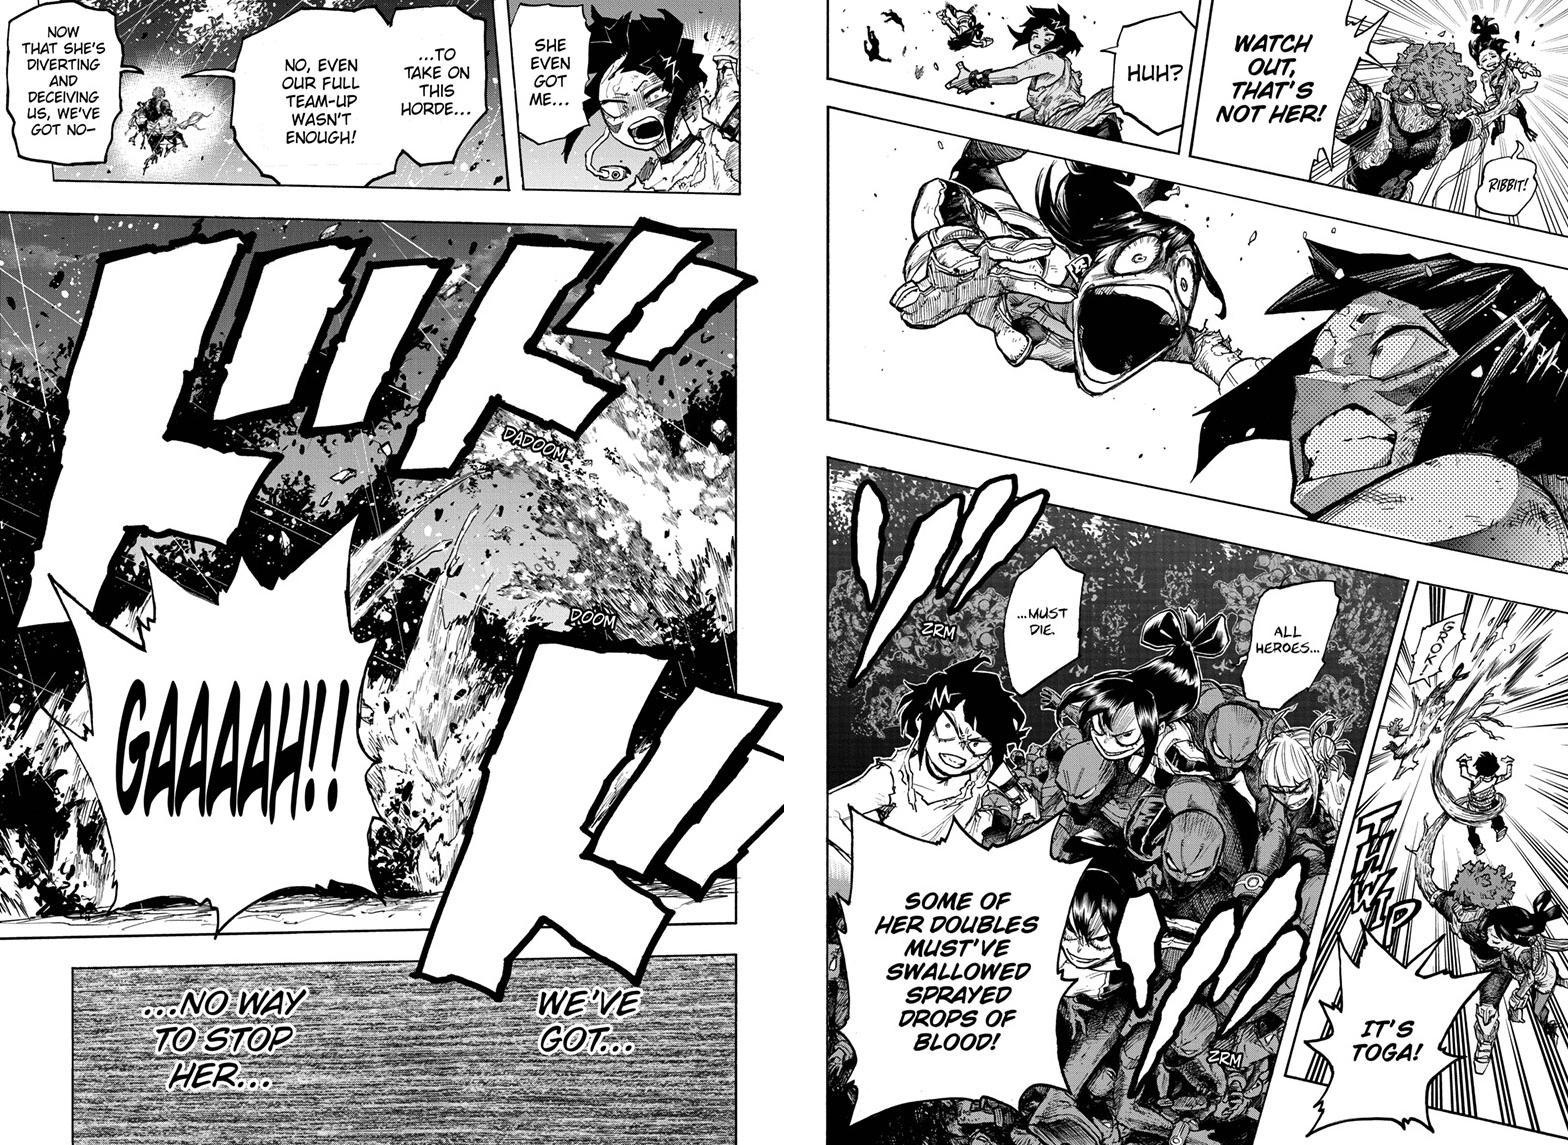 RIBBIT!
WATCH
OUT,
THAT'S
NOT HER!
HUH?
GROK!
THWIP
IT'S
TOGA!
ALL
HEROES...
...MUST
DIE.
ZRM
SOME OF
HER DOUBLES
MUST'VE
SWALLOWED
SPRAYED
DROPS OF
BLOOD!
ZRM
SHE
EVEN
GOT
ME...
...TO
TAKE ON
THIS
HORDE...
NO, EVEN
OUR FULL
TEAM-UP
WASN'T
ENOUGH!
NOW
THAT SHE'S
DIVERTING
AND
DECEIVING
US, WE'VE
GOT NO-
ドド
DADOOM
ド
DOOM
GAAAAH!!
WE'VE
GOT...
...NO WAY
TO STOP
HER...